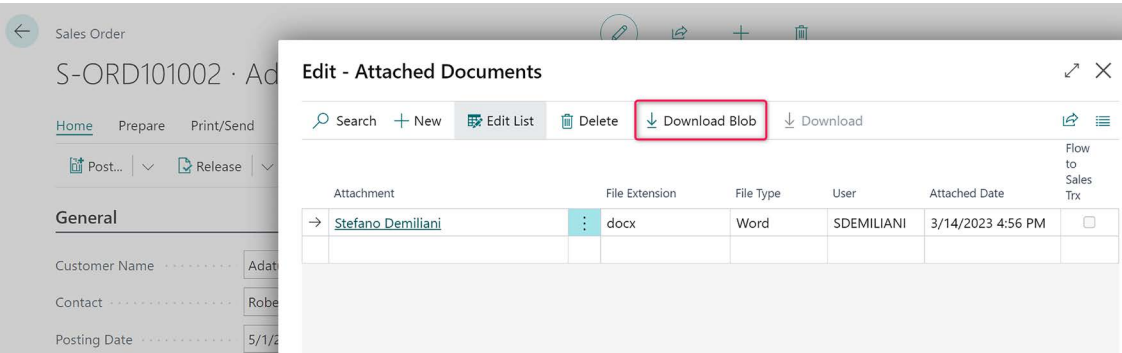 Sales Order
S-ORD101002 · Ad
Home Prepare Print/Send
Post... Release
General
Customer Name Adat
Contact Robe
Posting Date 5/1/2
Edit - Attached Documents
Search New Edit List Delete Download Blob Download
Attachment File Extension File Type User Attached Date Flow to Sales Trx
Stefano Demiliani docx Word SDEMILIANI 3/14/2023 4:56 PM